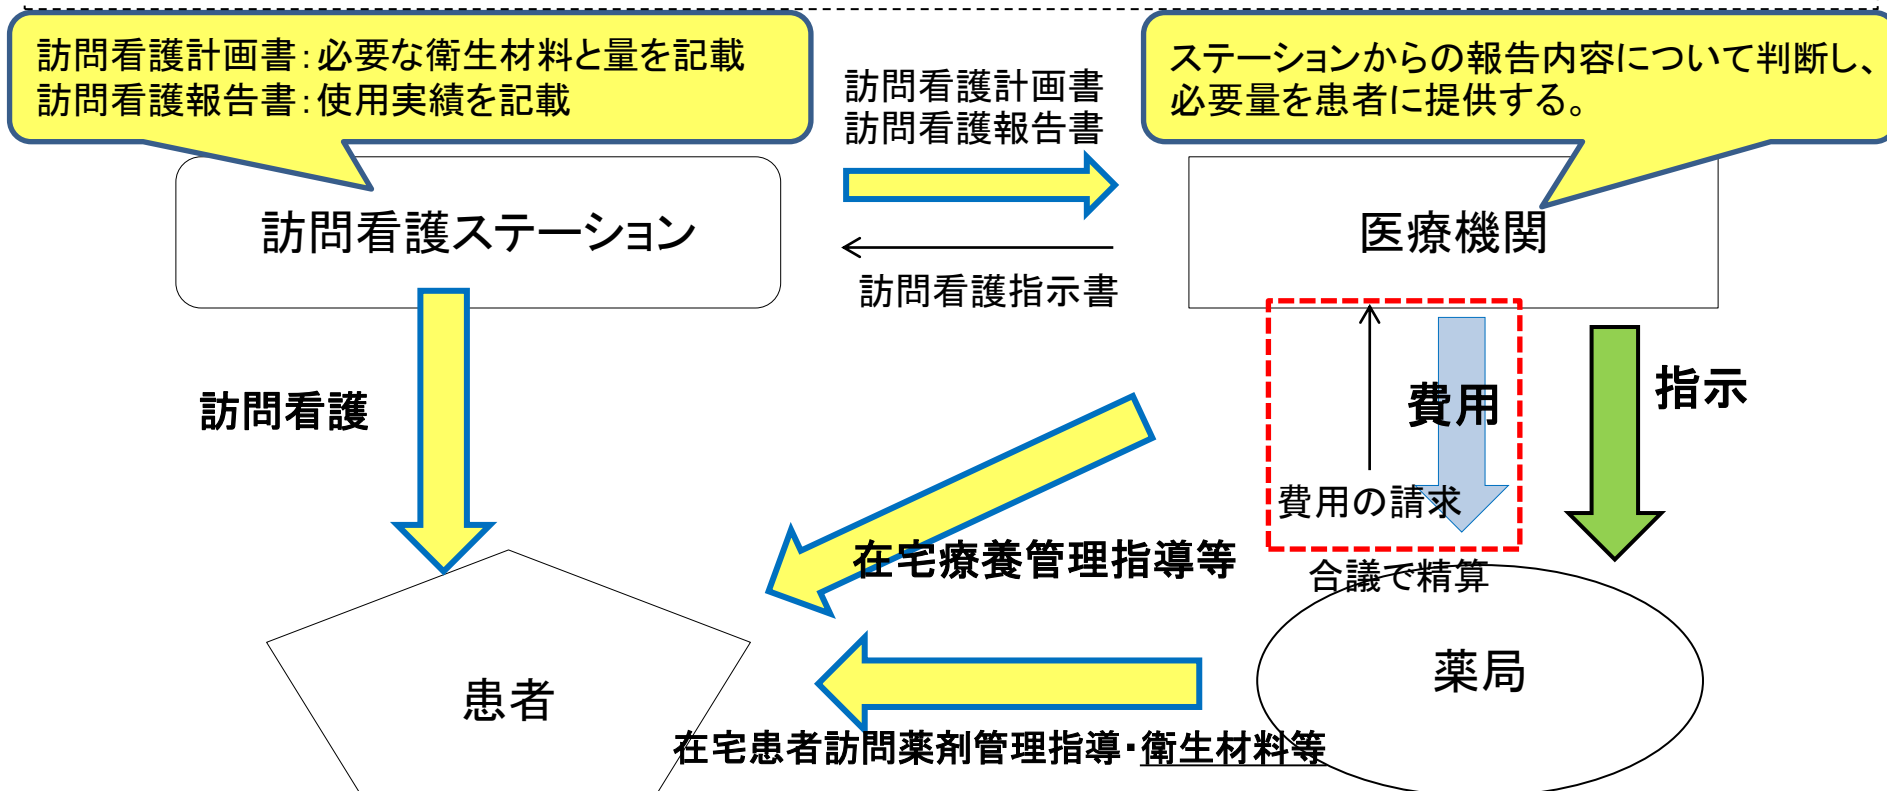 訪問看護計画書：必要な衛生材料と量を記載
訪問看護報告書：使用実績を記載
ステーションからの報告内容について判断し、
必要量を患者に提供する。
訪問看護計画書
訪問看護報告書
訪問看護ステーション
医療機関
訪問看護指示書
訪問看護
費用
指示
費用の請求
在宅療養管理指導等
合議で精算
薬局
患者
在宅患者訪問薬剤管理指導・衛生材料等